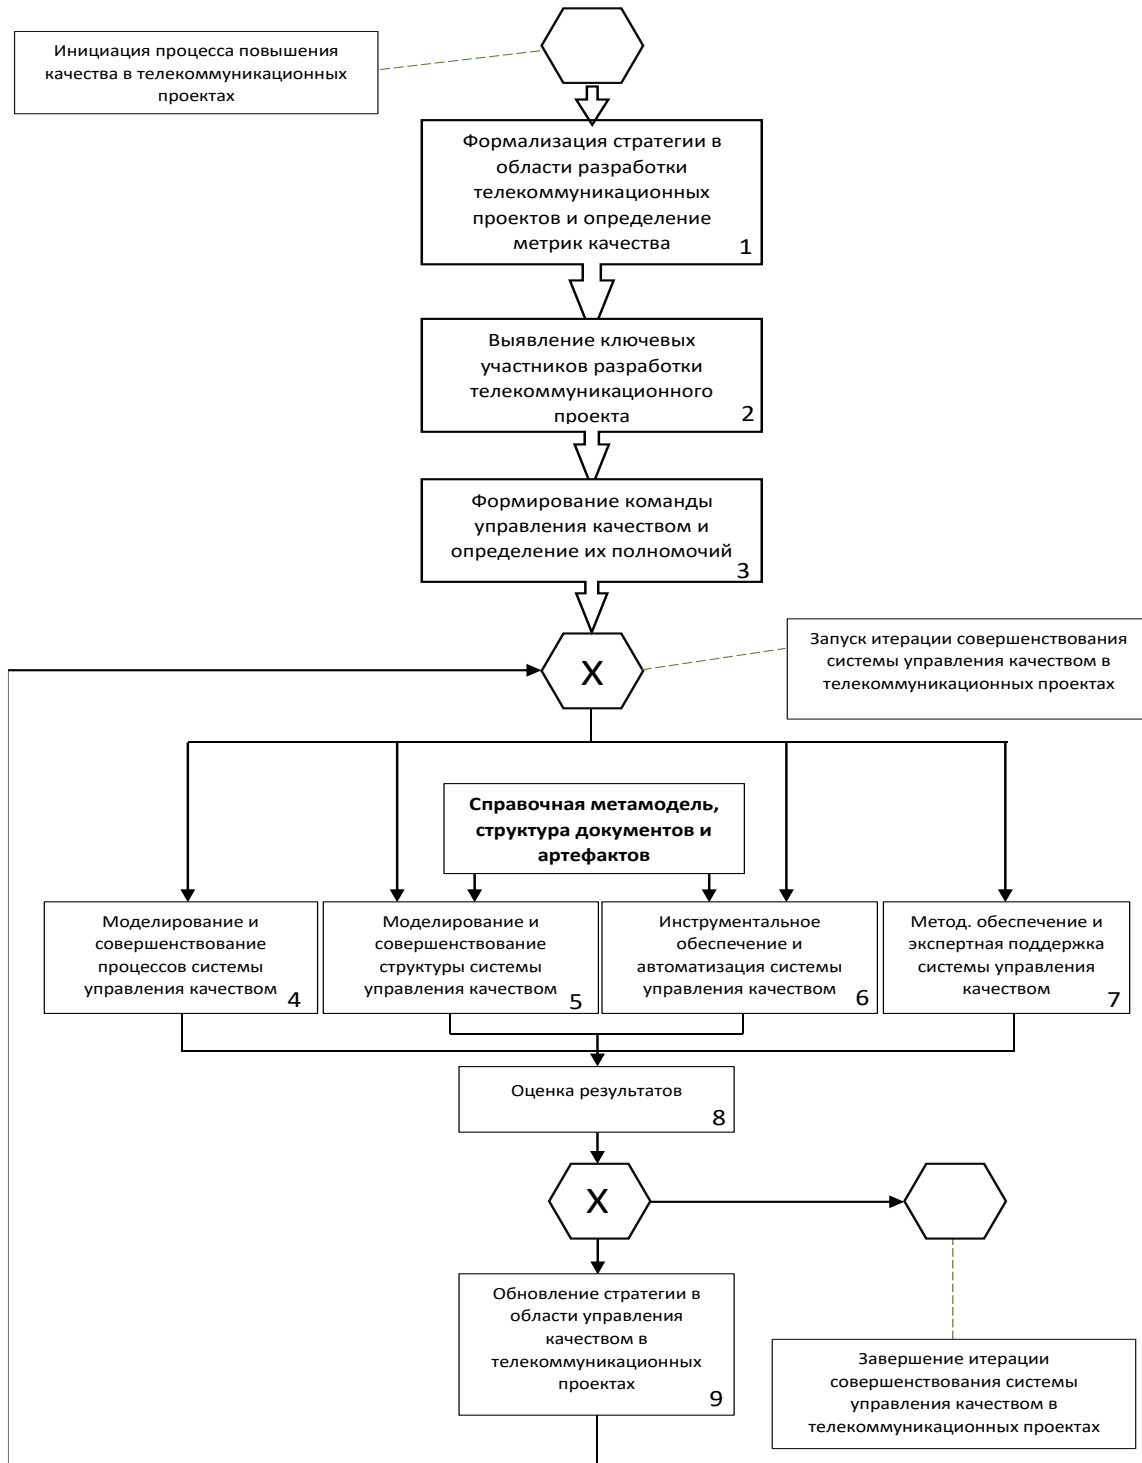 Инициация процесса повышения
качества в телекоммуникационных
проектах
Формализация стратегии в
области разработки
телекоммуникационных
проектов и определение
метрик качества
1
Выявление ключевых
участников разработки
телекоммуникационного
проекта
2
Формирование команды
управления качеством и
определение их полномочий
3
Запуск итерации совершенствования
системы управления качеством в
телекоммуникационных проектах
X
Справочная метамодель,
структура документов и
артефактов
Моделирование и
совершенствование
процессов системы
управления качеством
4
Моделирование и
совершенствование
структуры системы
управления качеством
5
Инструментальное
обеспечение и
автоматизация системы
управления качеством
6
Метод. обеспечение и
экспертная поддержка
системы управления
качеством
7
Оценка результатов
8
X
Обновление стратегии в
области управления
качеством в
телекоммуникационных
проектах
9
Завершение итерации
совершенствования системы
управления качеством в
телекоммуникационных проектах